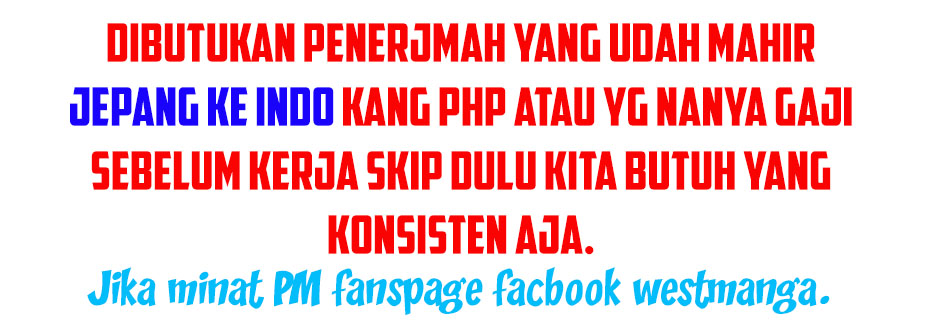 DIBUTUKAN PENERJMAH YANG UDAH MAHIR
JEPANG KE INDO KANG PHP ATAU YG NANYA GAJI
SEBELUM KERJA SKIP DULU KITA BUTUH YANG
KONSISTEN AJA.
Jika minat PM fanspage facbook westmanga.